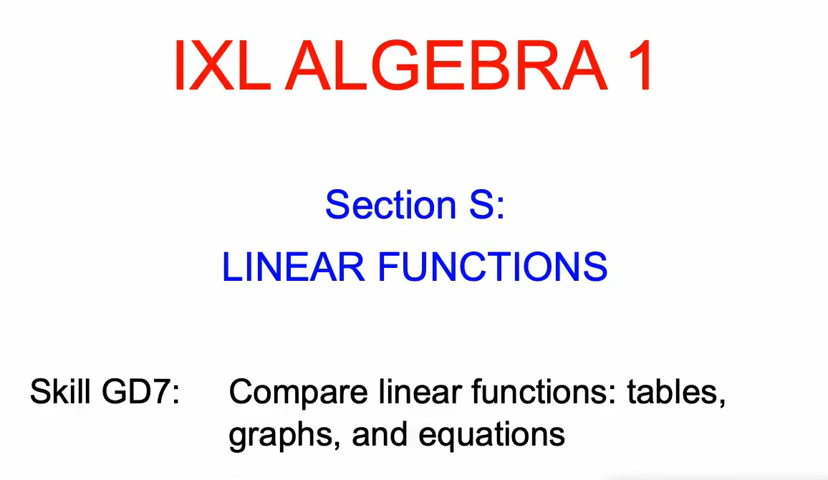 IXL ALGEBRA 1
Section S:
LINEAR FUNCTIONS
Skill GD7: Compare linear functions: tables,
graphs, and equations